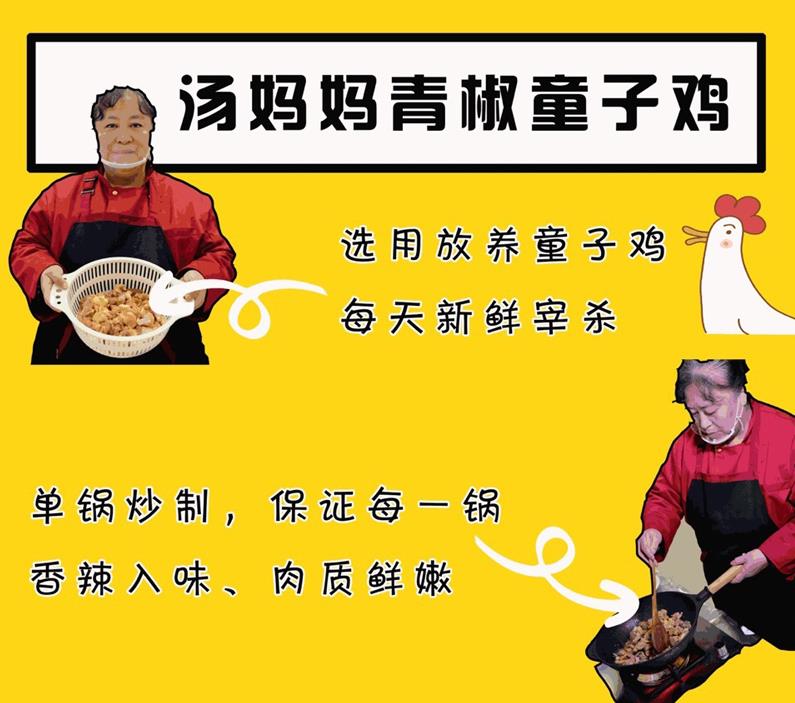 汤妈妈青椒童子鸡
选用放养童子鸡
每天新鲜宰杀
单锅炒制，保证每一锅
香辣入味、肉质鲜嫩